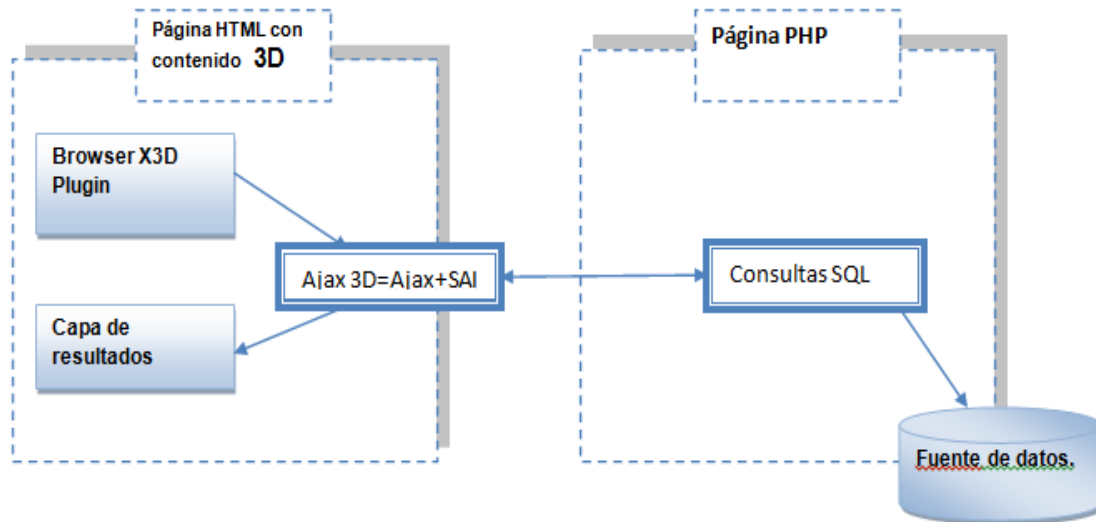 Página HTML con
contenido 3D
Página PHP
Browser X3D
Plugin
Ajax 3D=Ajax+SAI
Consultas SQL
Capa de
resultados
Fuente de datos.